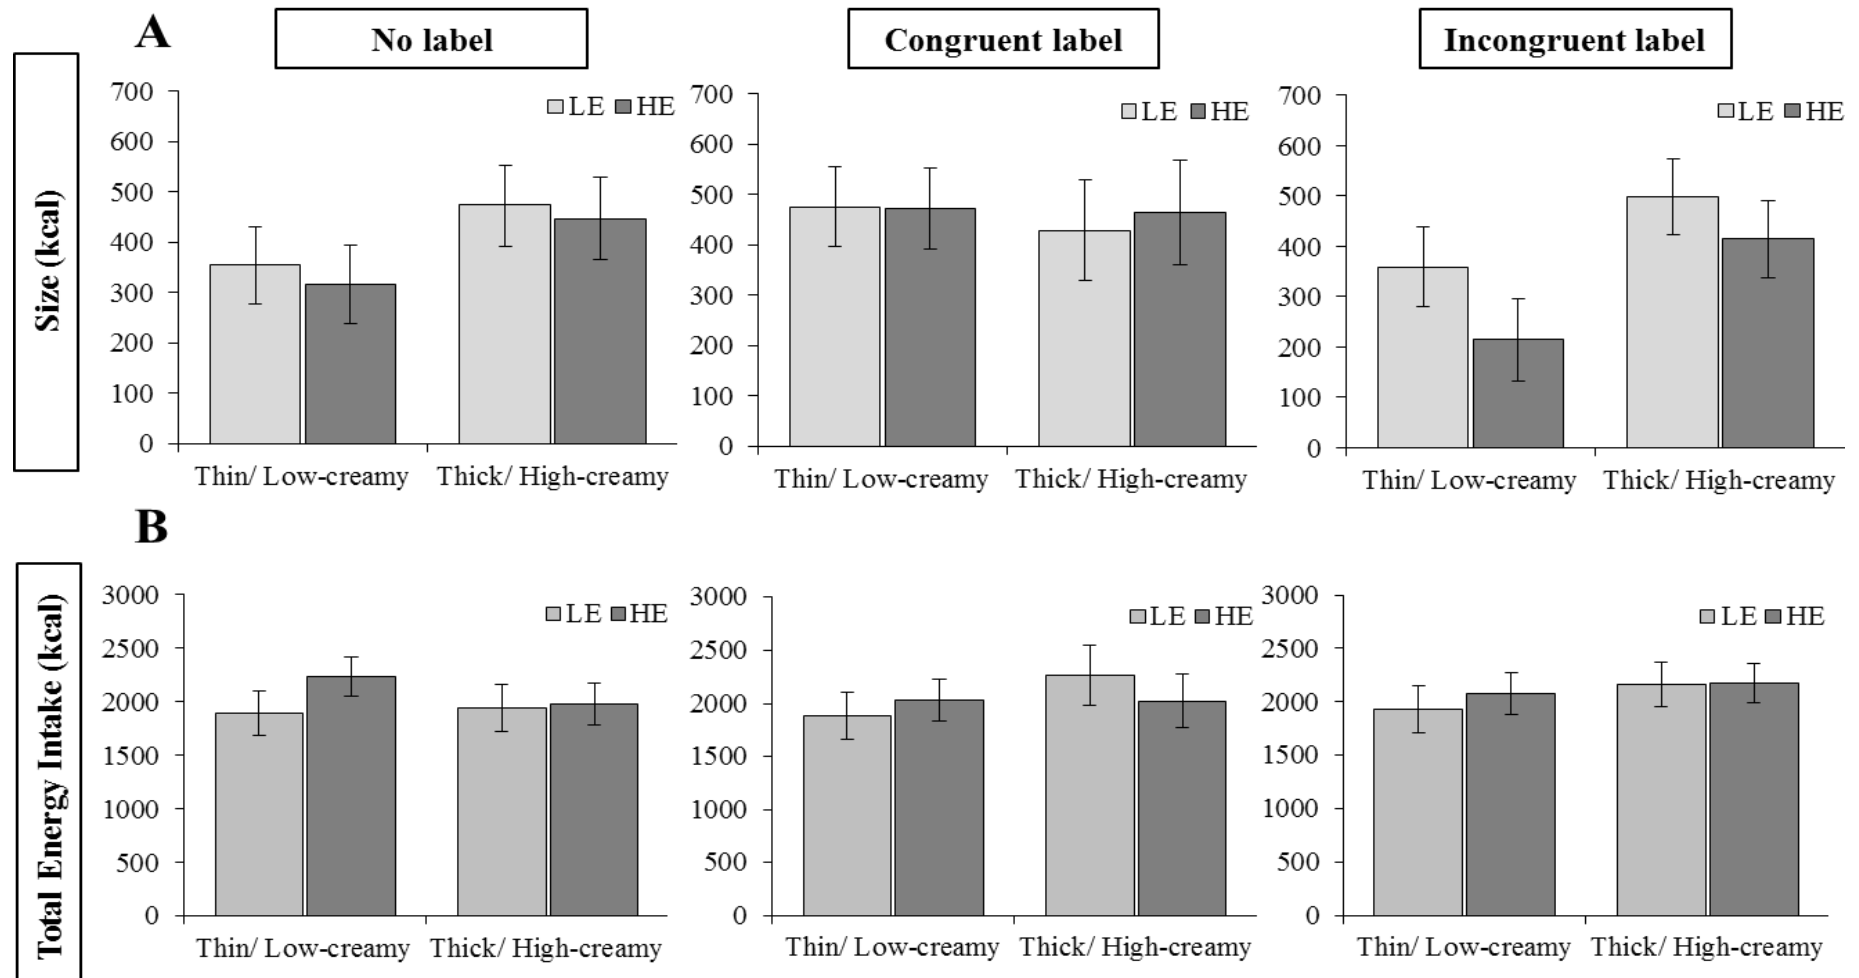 A
No label
Congruent label
Incongruent label
Size (kcal)
700
600
500
400
300
200
100
0
LE HE
Thin/ Low-creamy Thick/ High-creamy
700
600
500
400
300
200
100
0
LE HE
Thin/ Low-creamy Thick/ High-creamy
700
600
500
400
300
200
100
0
LE HE
Thin/ Low-creamy Thick/ High-creamy
B
Total Energy Intake (kcal)
3000
2500
2000
1500
1000
500
0
LE HE
Thin/ Low-creamy Thick/ High-creamy
3000
2500
2000
1500
1000
500
0
LE HE
Thin/ Low-creamy Thick/ High-creamy
3000
2500
2000
1500
1000
500
0
LE HE
Thin/ Low-creamy Thick/ High-creamy